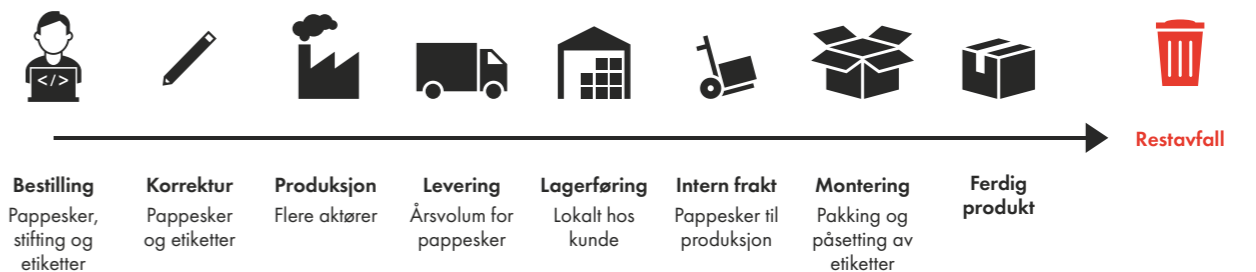 </>
Restavfall
Bestilling
Pappesker,
stifting og
etiketter
Korrektur
Pappesker
og etiketter
Produksjon
Flere aktører
Levering
Årsvolum for
pappesker
Lagerføring
Lokalt hos
kunde
Intern frakt
Pappesker til
produksjon
Montering
Pakking og
påsetting av
etiketter
Ferdig
produkt